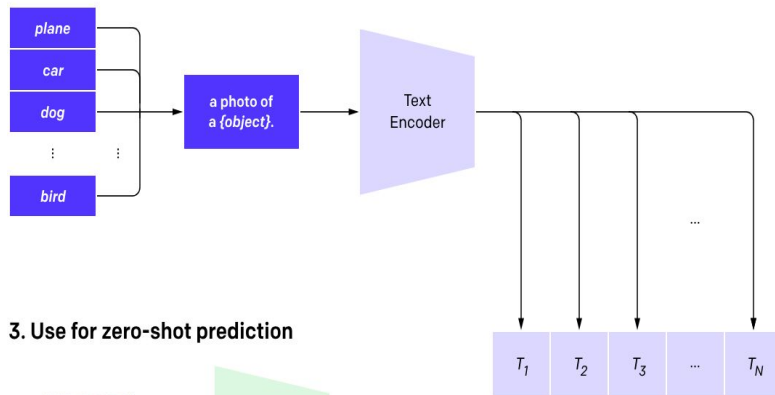 plane
car
dog
⋮ ⋮
bird
a photo of
a {object}.
Text
Encoder
...
3. Use for zero-shot prediction
T1 T2 T3 ... TN